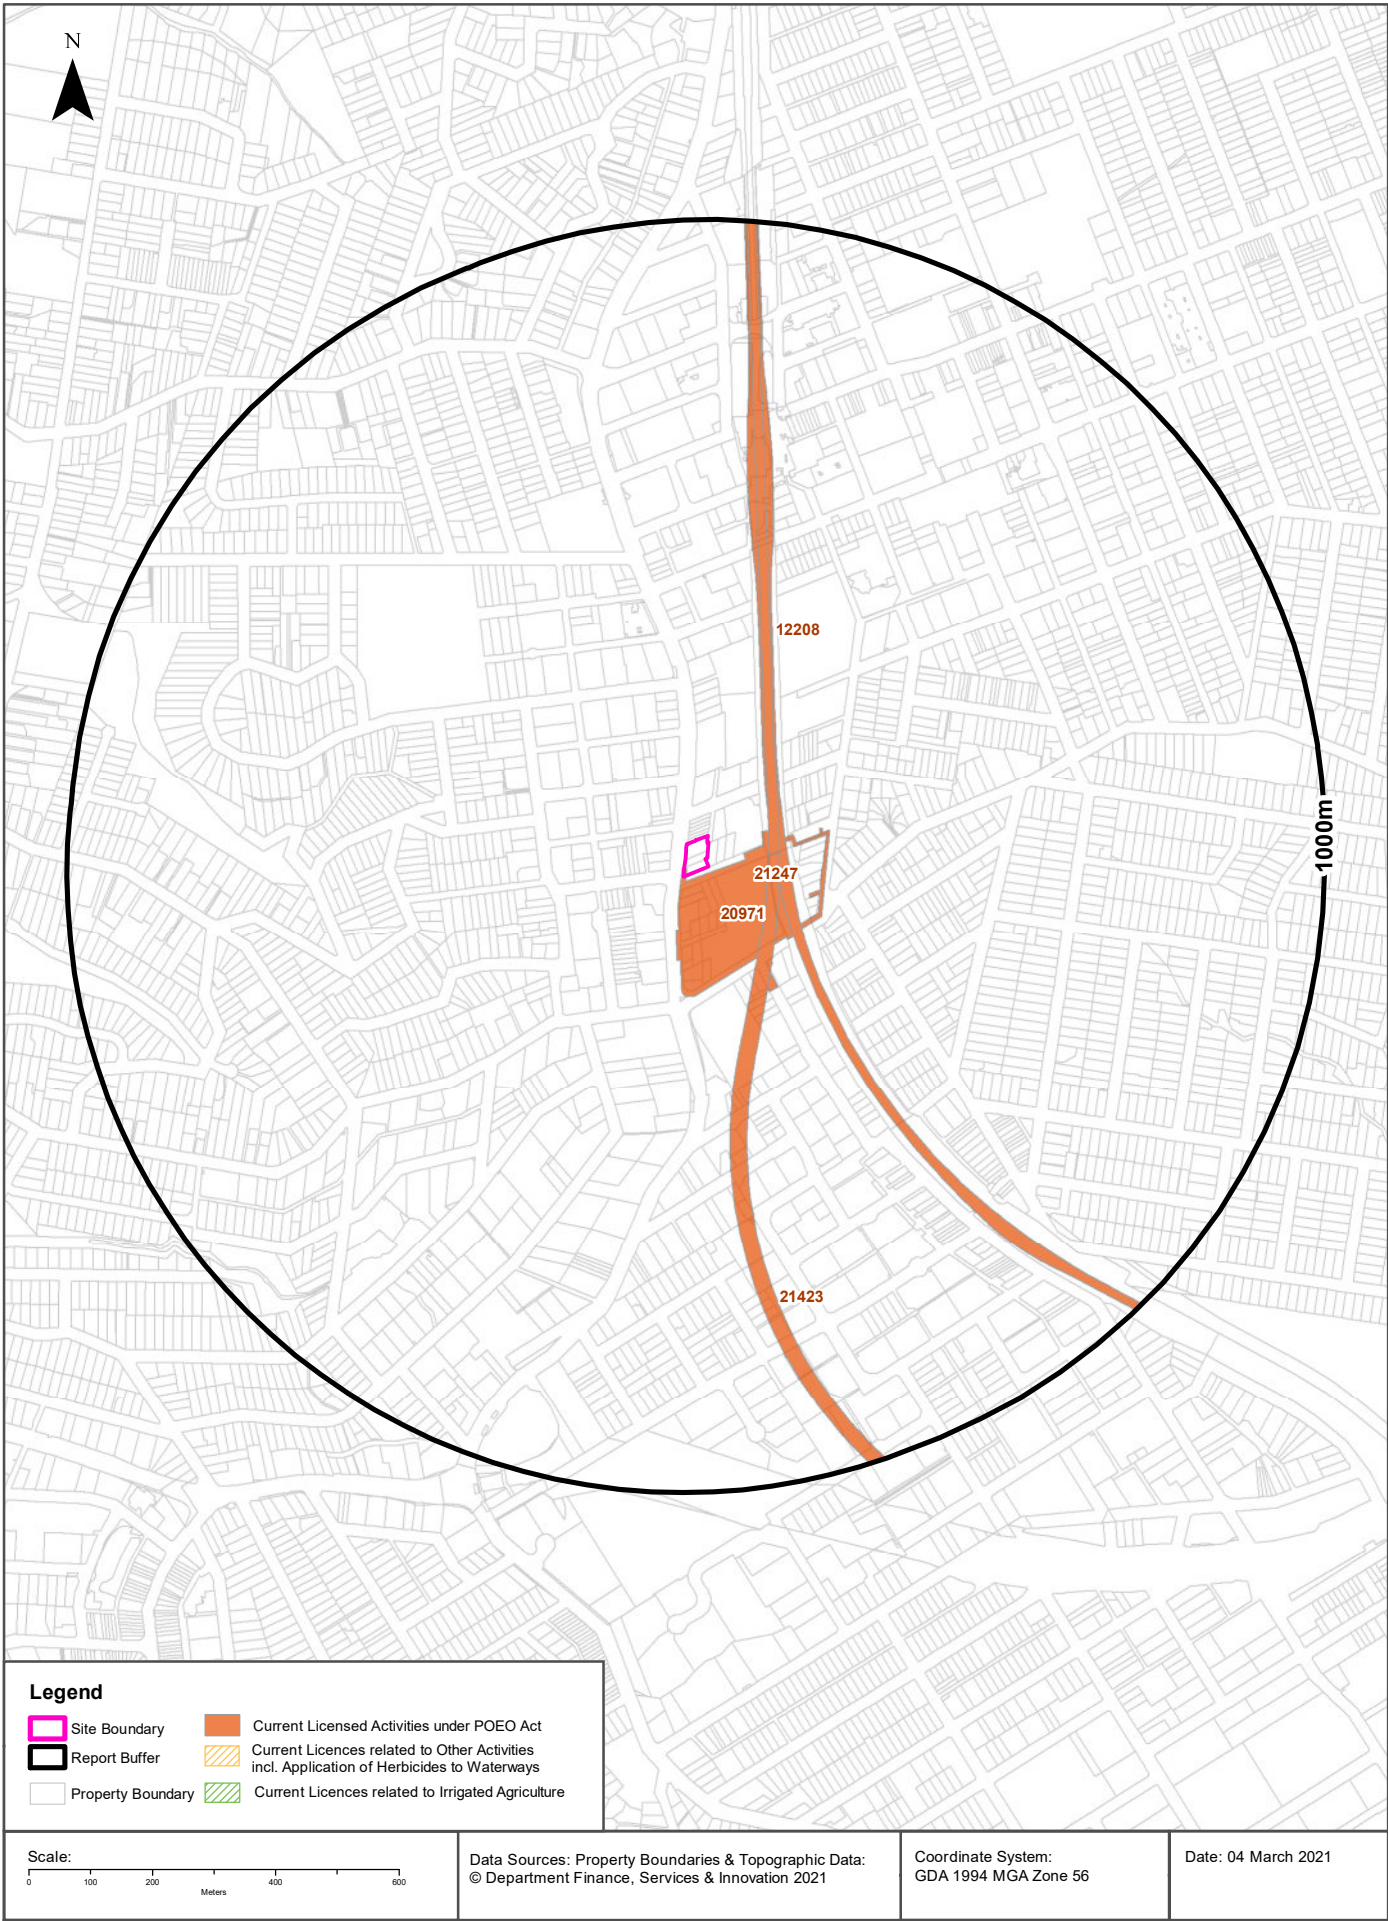 N
12208
1000m
21247
20971
21423
Legend
Site Boundary
Report Buffer
Property Boundary
Current Licensed Activities under POEO Act
Current Licences related to Other Activities
incl. Application of Herbicides to Waterways
Current Licences related to Irrigated Agriculture
Scale:
0 100 200 400 600
Meters
Data Sources: Property Boundaries & Topographic Data:
© Department Finance, Services & Innovation 2021
Coordinate System:
GDA 1994 MGA Zone 56
Date: 04 March 2021